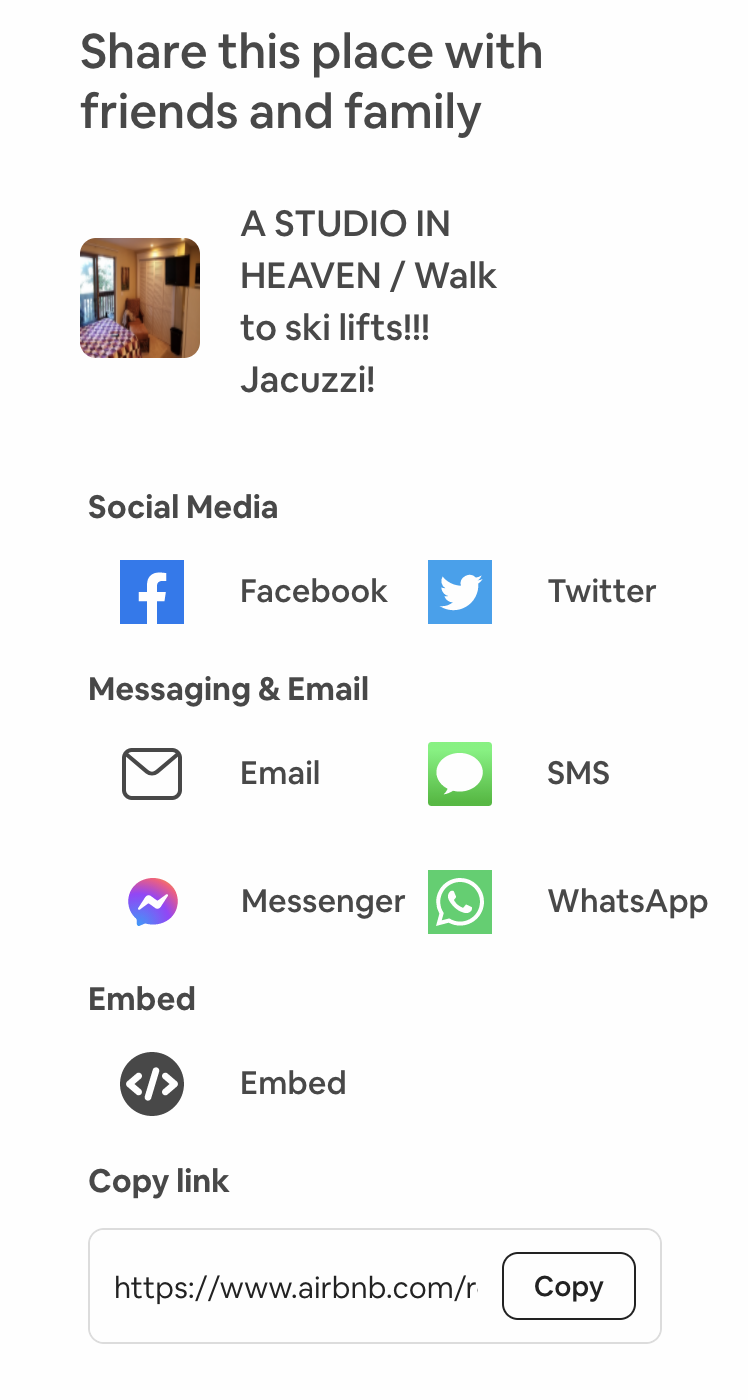 Share this place with
friends and family
A STUDIO IN
HEAVEN / Walk
to ski lifts!!!
Jacuzzi!
Social Media
Facebook
Twitter
Messaging & Email
Email
SMS
Messenger
WhatsApp
Embed
Embed
Copy link
https://www.airbnb.com/r
Copy